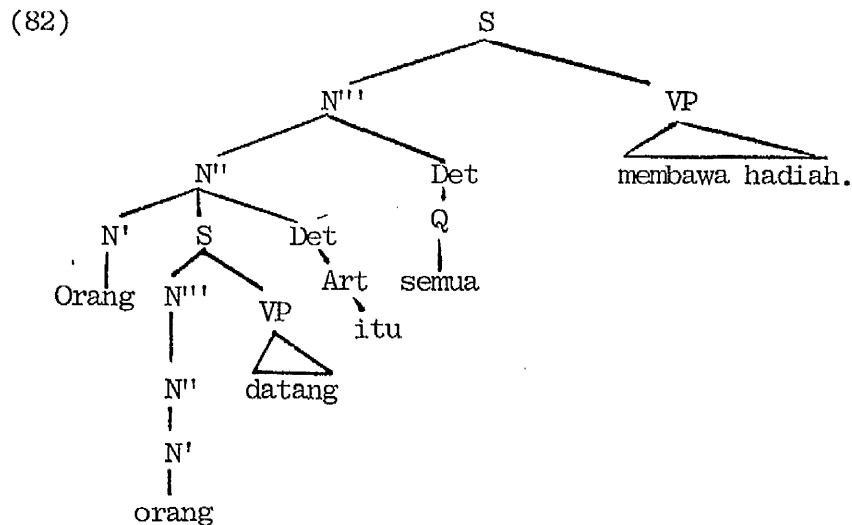 (82)
S
N''' VP
N'' Det membawa hadiah.
N' S Det Q
Orang N''' VP Art semua
itu
N'' datang
N'
orang